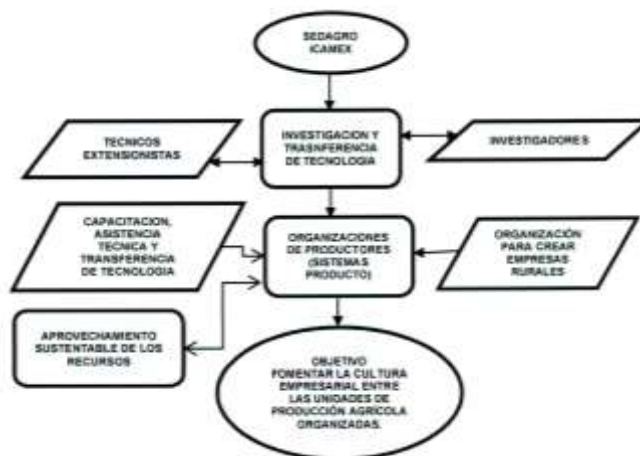 SEDAGRO
ICAMEX
TECNICOS
EXTENSIONISTAS
INVESTIGACION Y
TRASNFERENCIA
DE TECNOLOGIA
INVESTIGADORES
CAPACITACION,
ASISTENCIA
TECNICA Y
TRANSFERENCIA
DE TECNOLOGIA
ORGANIZACIONES
DE PRODUCTORES
(SISTEMAS
PRODUCTO)
ORGANIZACIÓN
PARA CREAR
EMPRESAS
RURALES
APROVECHAMIENTO
SUSTENTABLE DE LOS
RECURSOS
OBJETIVO
FOMENTAR LA CULTURA
EMPRESARIAL ENTRE
LAS UNIDADES DE
PRODUCCIÓN AGRÍCOLA
ORGANIZADAS.